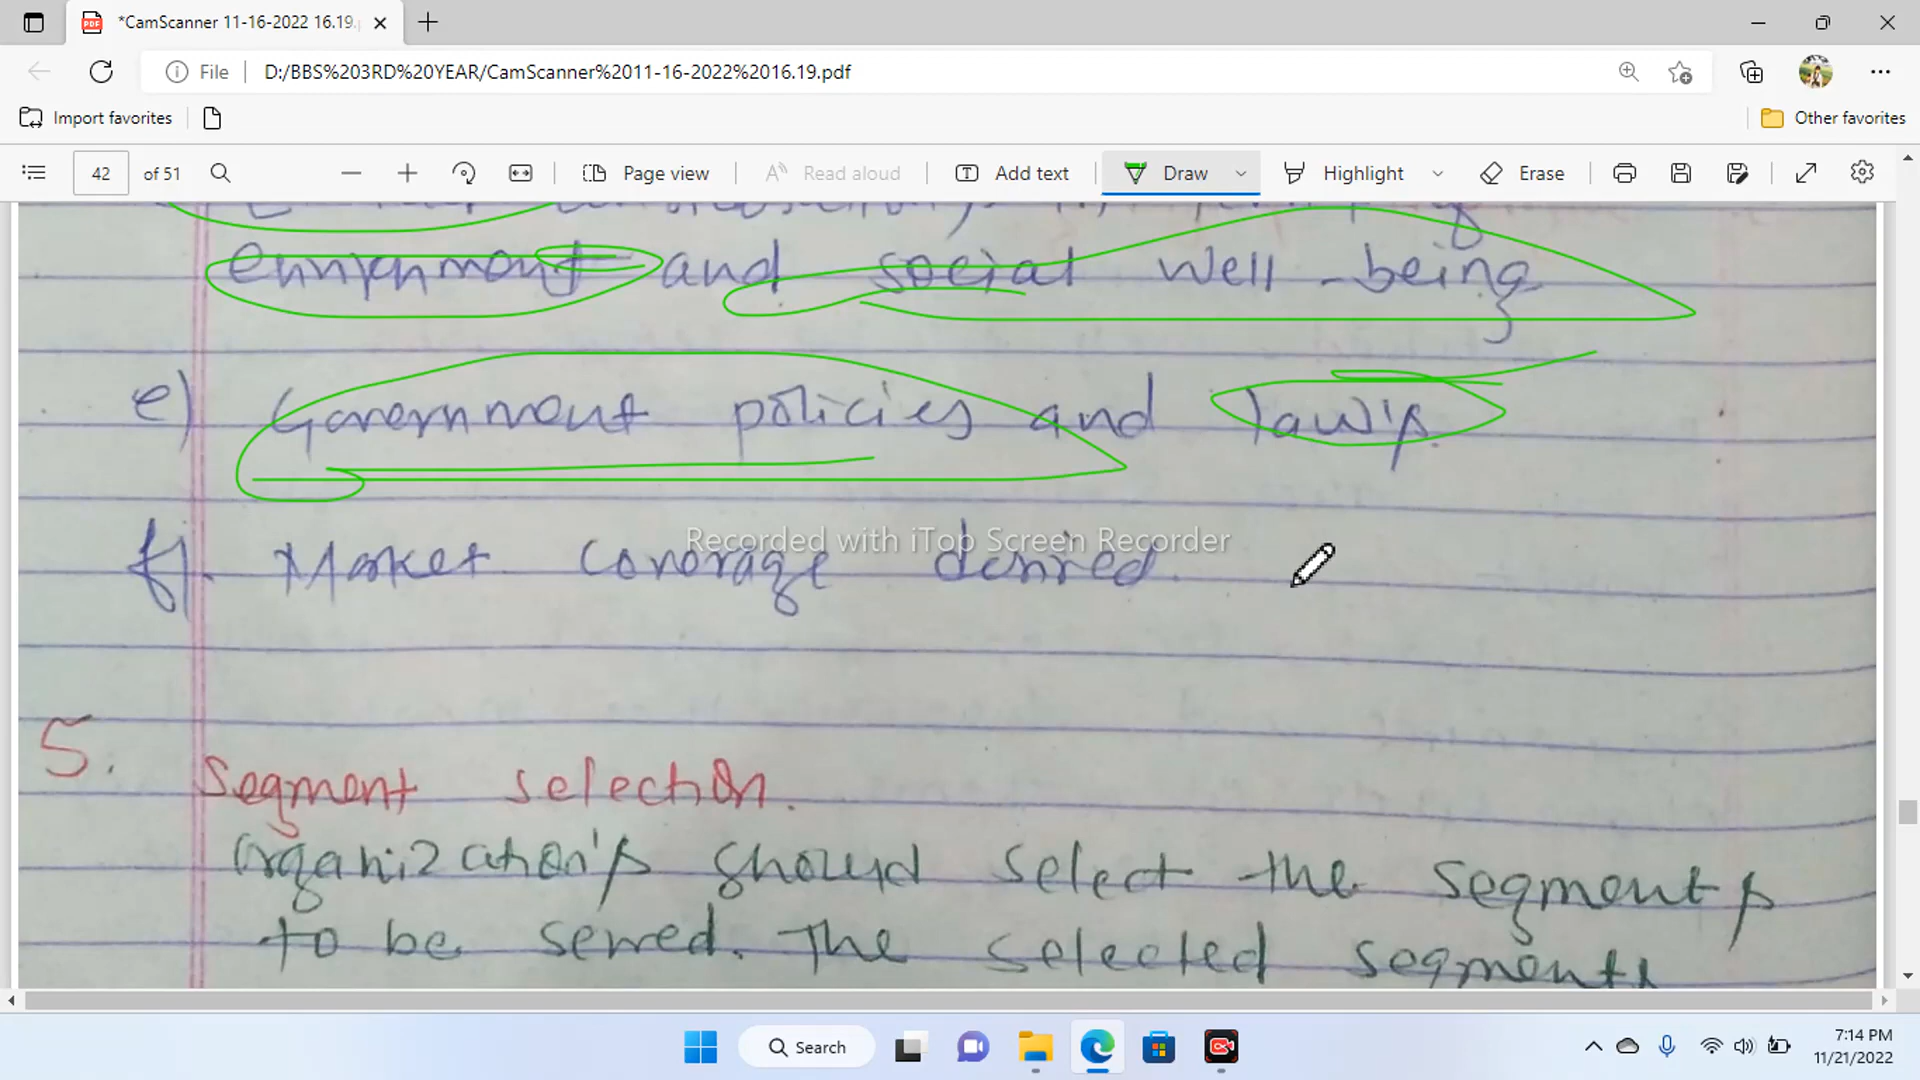 *CamScanner 11-16-2022 16.19.p
File
D:/BBS%203RD%20YEAR/CamScanner%2011-16-2022%2016.19.pdf
Import favorites
Other favorites
42 of 51
Page view
Read aloud
Add text
Draw
Highlight
Erase
and social well-being
e) Government policies and law's.
f). Market coverage desired.
Recorded with iTop Screen Recorder
5.
Segment selection.
Organization's should select the segments
to be served. The selected segments
Search
7:14 PM
11/21/2022